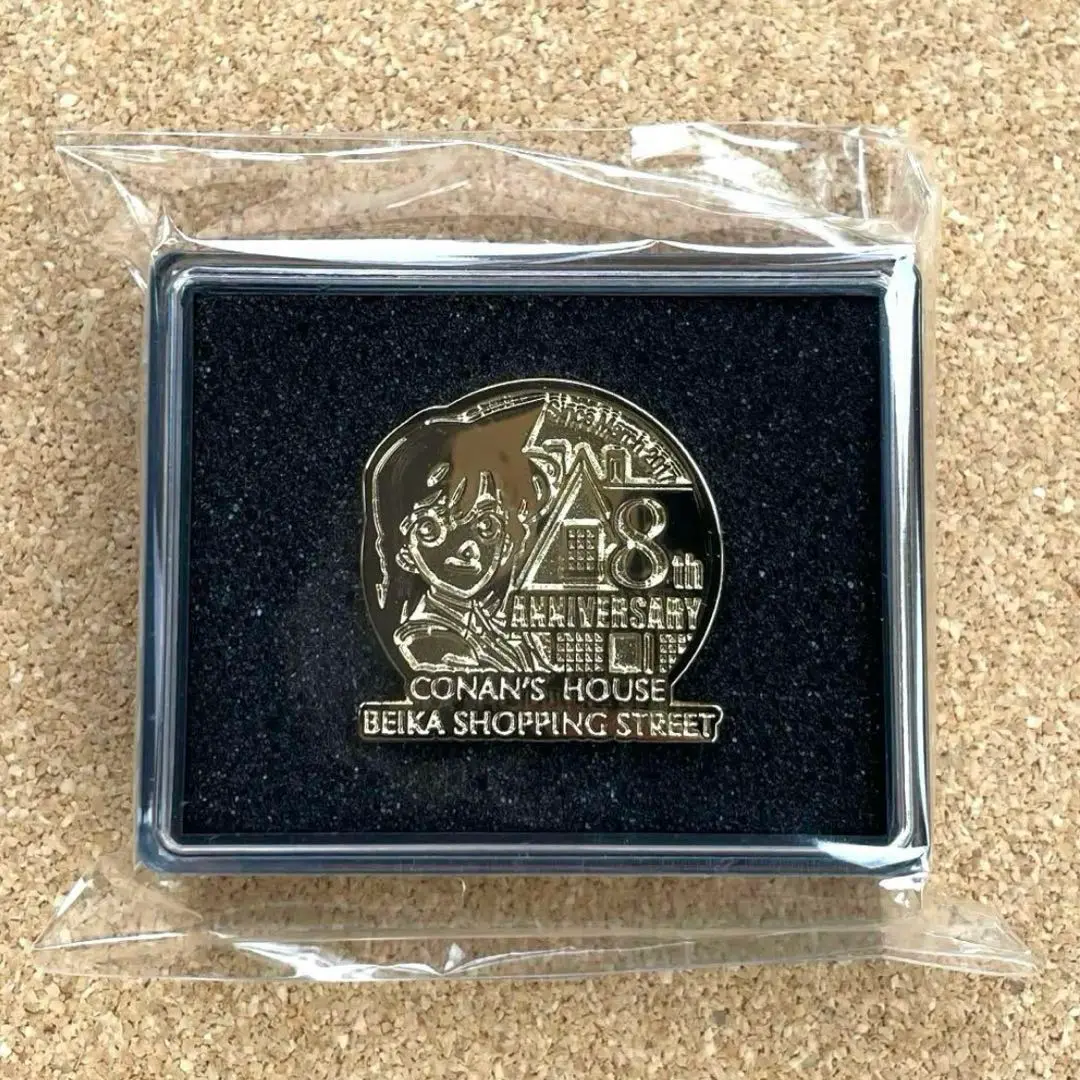 Since March 2017
8th
ANNIVERSARY
CONAN'S HOUSE
BEIKA SHOPPING STREET